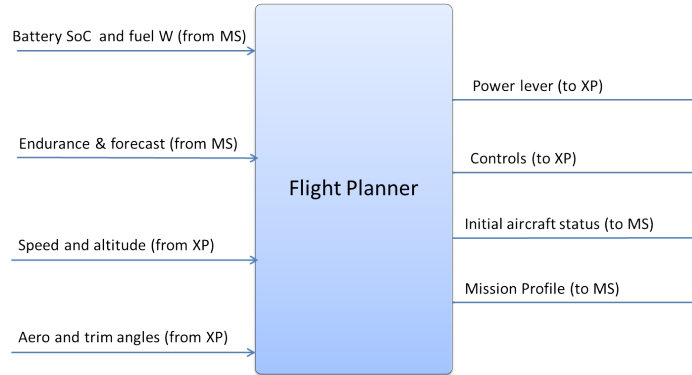 Battery SoC and fuel W (from MS)
Endurance & forecast (from MS)
Speed and altitude (from XP)
Aero and trim angles (from XP)
Flight Planner
Power lever (to XP)
Controls (to XP)
Initial aircraft status (to MS)
Mission Profile (to MS)